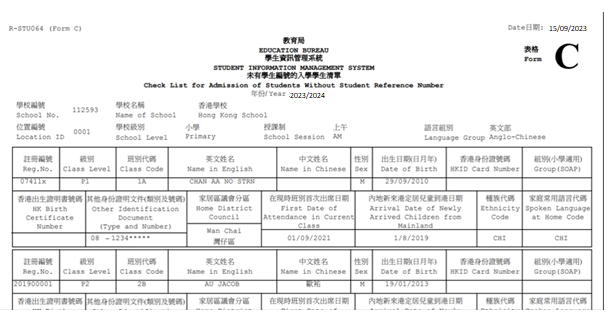 R-STU064 (Form C)
Date日期: 15/09/2023
教育局
EDUCATION BUREAU
學生資訊管理系統
STUDENT INFORMATION MANAGEMENT SYSTEM
未有學生編號的入學學生清單
Check List for Admission of Students Without Student Reference Number
年份/Year 2023/2024
表格
Form C
學校編號 學校名稱 香港學校
School No. 112593 Name of School Hong Kong School
位置編號 學校級別 小學 授課制 上午 語言組別 英文部
Location ID 0001 School Level Primary School Session AM Language Group Anglo-Chinese
註冊編號 級別 班別代碼 英文姓名 中文姓名 性別 出生日期(日月年) 香港身份證號碼 組別(小學適用)
Reg.No. Class Level Class Code Name in English Name in Chinese Sex Date of Birth HKID Card Number Group(SOAP)
07411x P1 1A CHAN AA NO STRN M 29/09/2010
香港出生證明書號碼 其他身份證明文件(類別及號碼) 家居區議會分區 在現時班別首次出席日期 內地新來港定居兒童到港日期 種族代碼 家庭常用語言代碼
HK Birth Other Identification Home District First Date of Arrival Date of Newly Ethnicity Spoken Language
Certificate Document Council Attendance in Current Arrived Children from Code at Home Code
Number (Type and Number) Class Mainland
08 -1234***** Wan Chai 01/09/2021 1/8/2019 CHI CHI
灣仔區
註冊編號 級別 班別代碼 英文姓名 中文姓名 性別 出生日期(日月年) 香港身份證號碼 組別(小學適用)
Reg.No. Class Level Class Code Name in English Name in Chinese Sex Date of Birth HKID Card Number Group(SOAP)
201900001 P2 2B AU JACOB 歐裕 M 19/01/2013
香港出生證明書號碼 其他身份證明文件(類別及號碼) 家居區議會分區 在現時班別首次出席日期 內地新來港定居兒童到港日期 種族代碼 家庭常用語言代碼